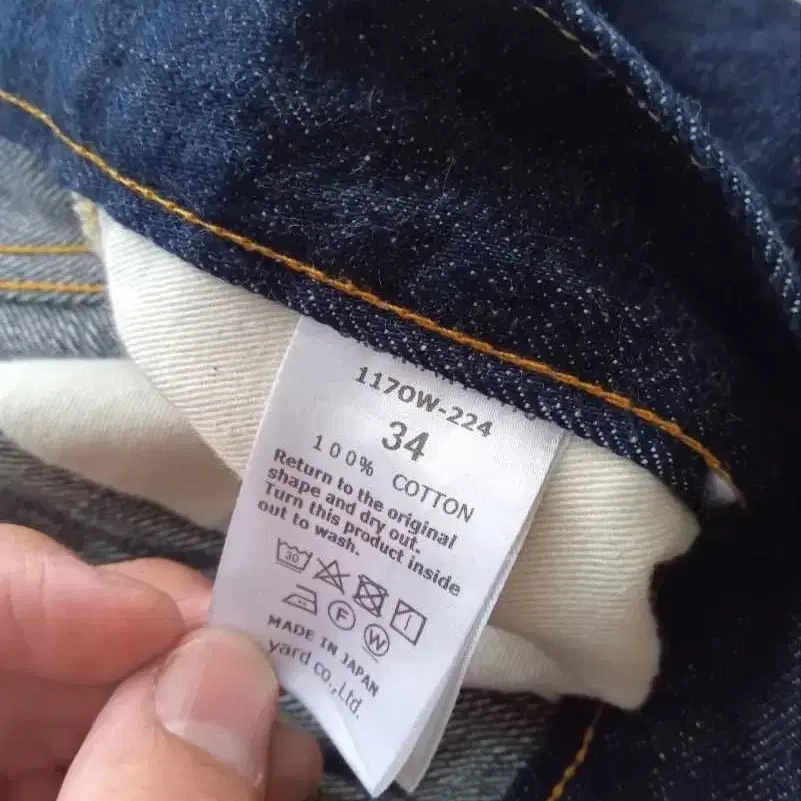 1170W-224
34
100% COTTON
Return to the original
shape and dry out.
Turn this product inside
out to wash.
30
F W
MADE IN JAPAN
yard co.,Ltd.